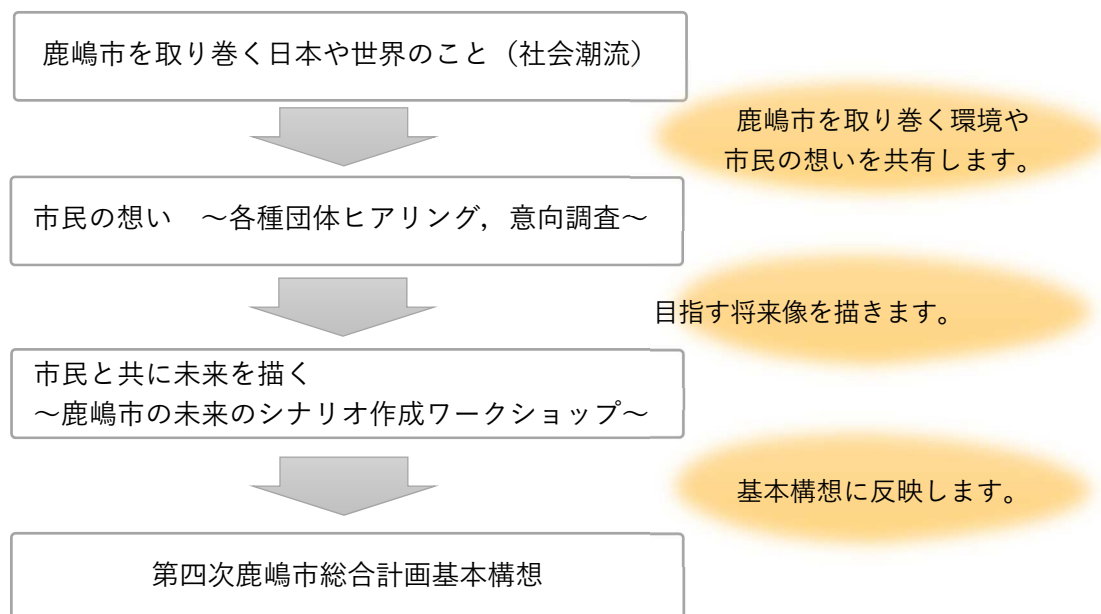 鹿嶋市を取り巻く日本や世界のこと（社会潮流）
鹿嶋市を取り巻く環境や
市民の想いを共有します。
市民の想い　～各種団体ヒアリング，意向調査～
目指す将来像を描きます。
市民と共に未来を描く
～鹿嶋市の未来のシナリオ作成ワークショップ～
基本構想に反映します。
第四次鹿嶋市総合計画基本構想